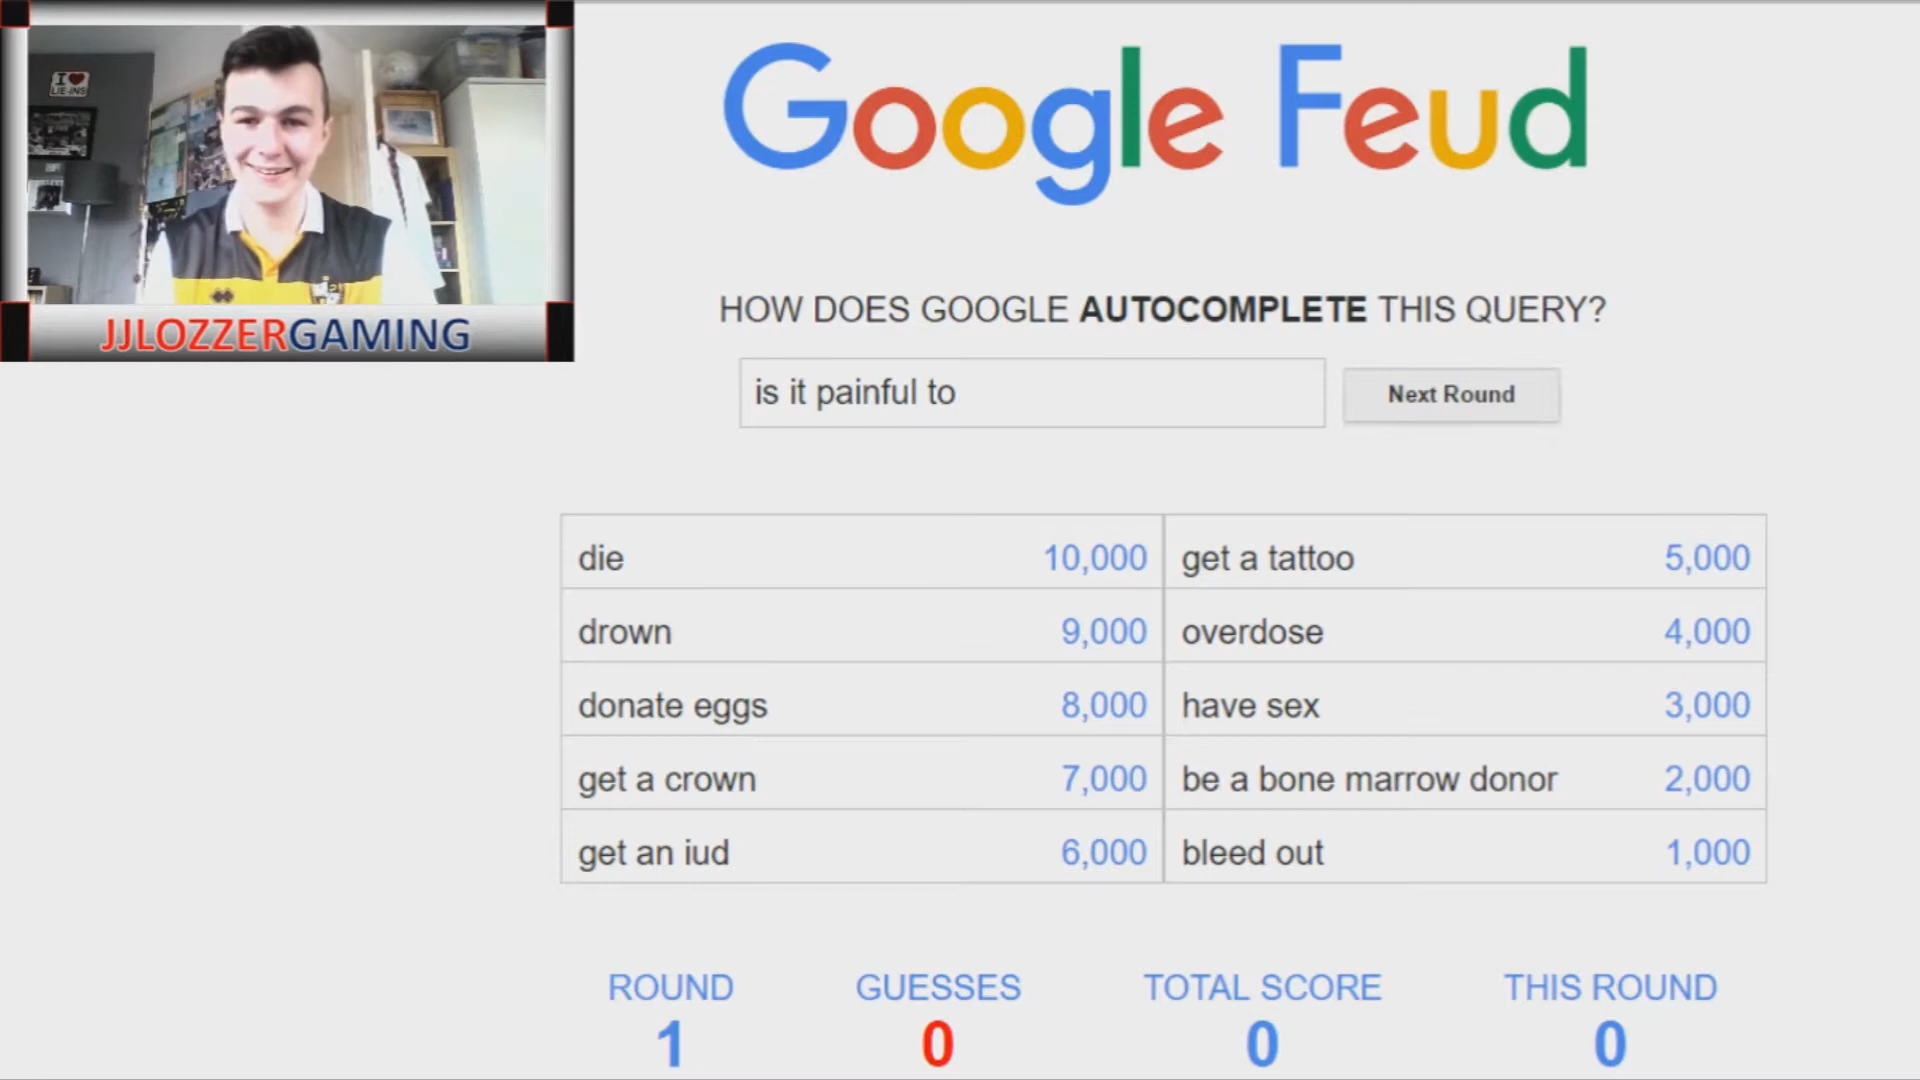 I ❤ LIE-INS
JJLOZZERGAMING
Google Feud
HOW DOES GOOGLE AUTOCOMPLETE THIS QUERY?
is it painful to
Next Round
die 10,000
drown 9,000
donate eggs 8,000
get a crown 7,000
get an iud 6,000
get a tattoo 5,000
overdose 4,000
have sex 3,000
be a bone marrow donor 2,000
bleed out 1,000
ROUND GUESSES TOTAL SCORE THIS ROUND
1 0 0 0